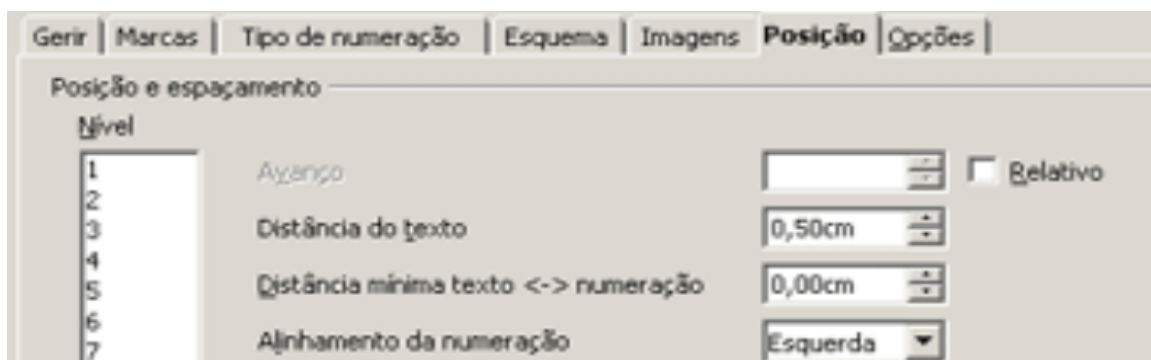 Gerir Marcas Tipo de numeração Esquema Imagens Posição Opções
Posição e espaçamento
Nível
1 Avanço Relativo
2
3 Distância do texto 0,50cm
4
5 Distância mínima texto <-> numeração 0,00cm
6
7 Alinhamento da numeração Esquerda